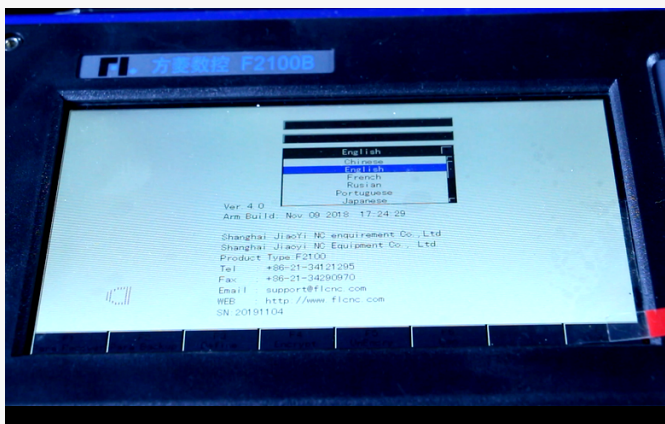 方菱数控 F2100B
English
Chinese
English
French
Rusian
Portuguese
Japanese
Ver 4.0
Arm Build: Nov 09 2018 17:24:29
Shanghai JiaoYi NC enquirement Co.,Ltd
Shanghai Jiaoyi NC Equipment Co., Ltd
Product Type:F2100
Tel : +86-21-34121295
Fax : +86-21-34290970
Email : support@flcnc.com
WEB : http://www.flcnc.com
SN:20191104